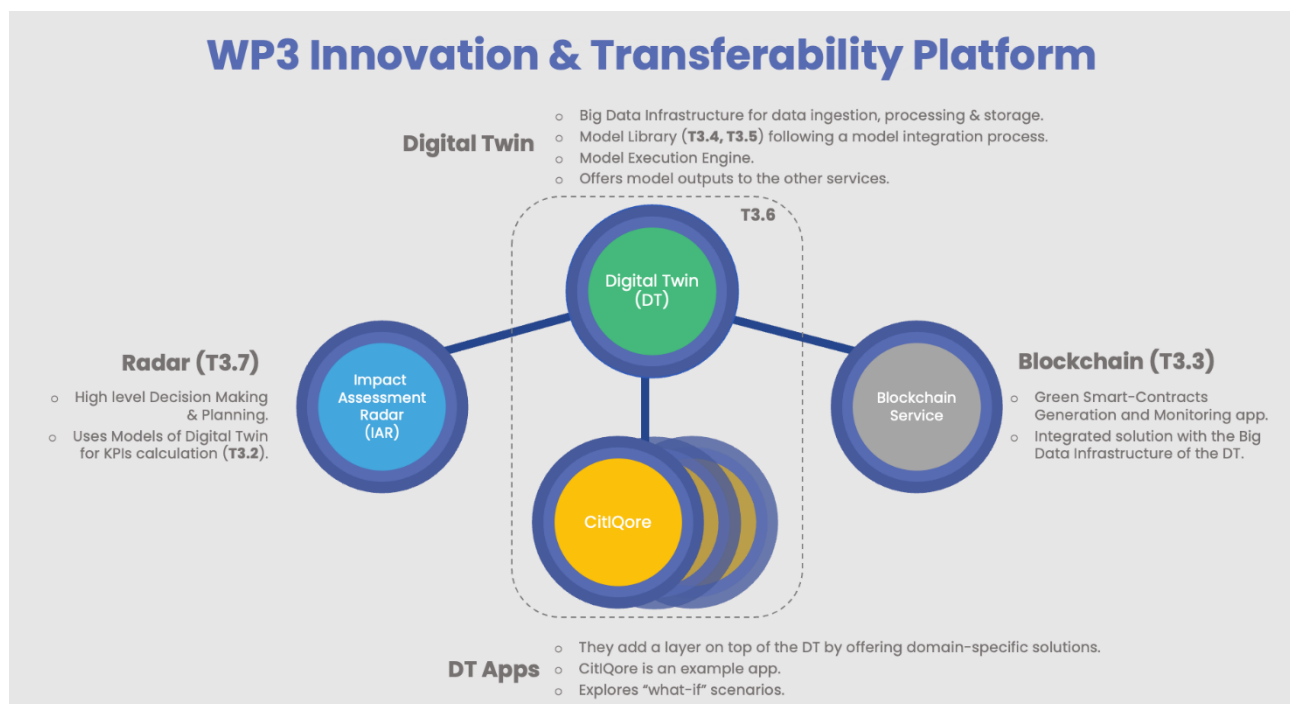 WP3 Innovation & Transferability Platform
Digital Twin
○ Big Data Infrastructure for data ingestion, processing & storage.
○ Model Library (T3.4, T3.5) following a model integration process.
○ Model Execution Engine.
○ Offers model outputs to the other services.
T3.6
Digital Twin
(DT)
Radar (T3.7)
○ High level Decision Making
& Planning.
○ Uses Models of Digital Twin
for KPIs calculation (T3.2).
Impact
Assessment
Radar
(IAR)
Blockchain
Service
Blockchain (T3.3)
○ Green Smart-Contracts
Generation and Monitoring app.
○ Integrated solution with the Big
Data Infrastructure of the DT.
CitIQore
DT Apps
○ They add a layer on top of the DT by offering domain-specific solutions.
○ CitIQore is an example app.
○ Explores “what-if” scenarios.